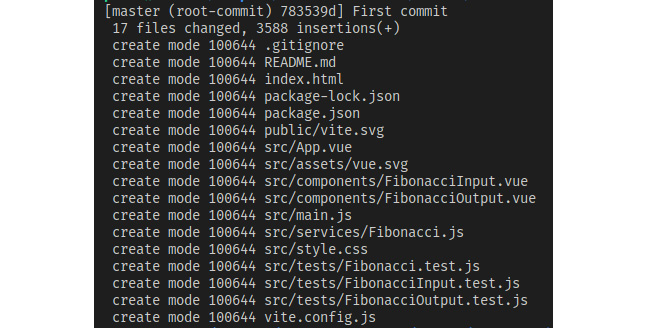 [master (root-commit) 783539d] First commit
17 files changed, 3588 insertions(+)
create mode 100644 .gitignore
create mode 100644 README.md
create mode 100644 index.html
create mode 100644 package-lock.json
create mode 100644 package.json
create mode 100644 public/vite.svg
create mode 100644 src/App.vue
create mode 100644 src/assets/vue.svg
create mode 100644 src/components/FibonacciInput.vue
create mode 100644 src/components/FibonacciOutput.vue
create mode 100644 src/main.js
create mode 100644 src/services/Fibonacci.js
create mode 100644 src/style.css
create mode 100644 src/tests/Fibonacci.test.js
create mode 100644 src/tests/FibonacciInput.test.js
create mode 100644 src/tests/FibonacciOutput.test.js
create mode 100644 vite.config.js